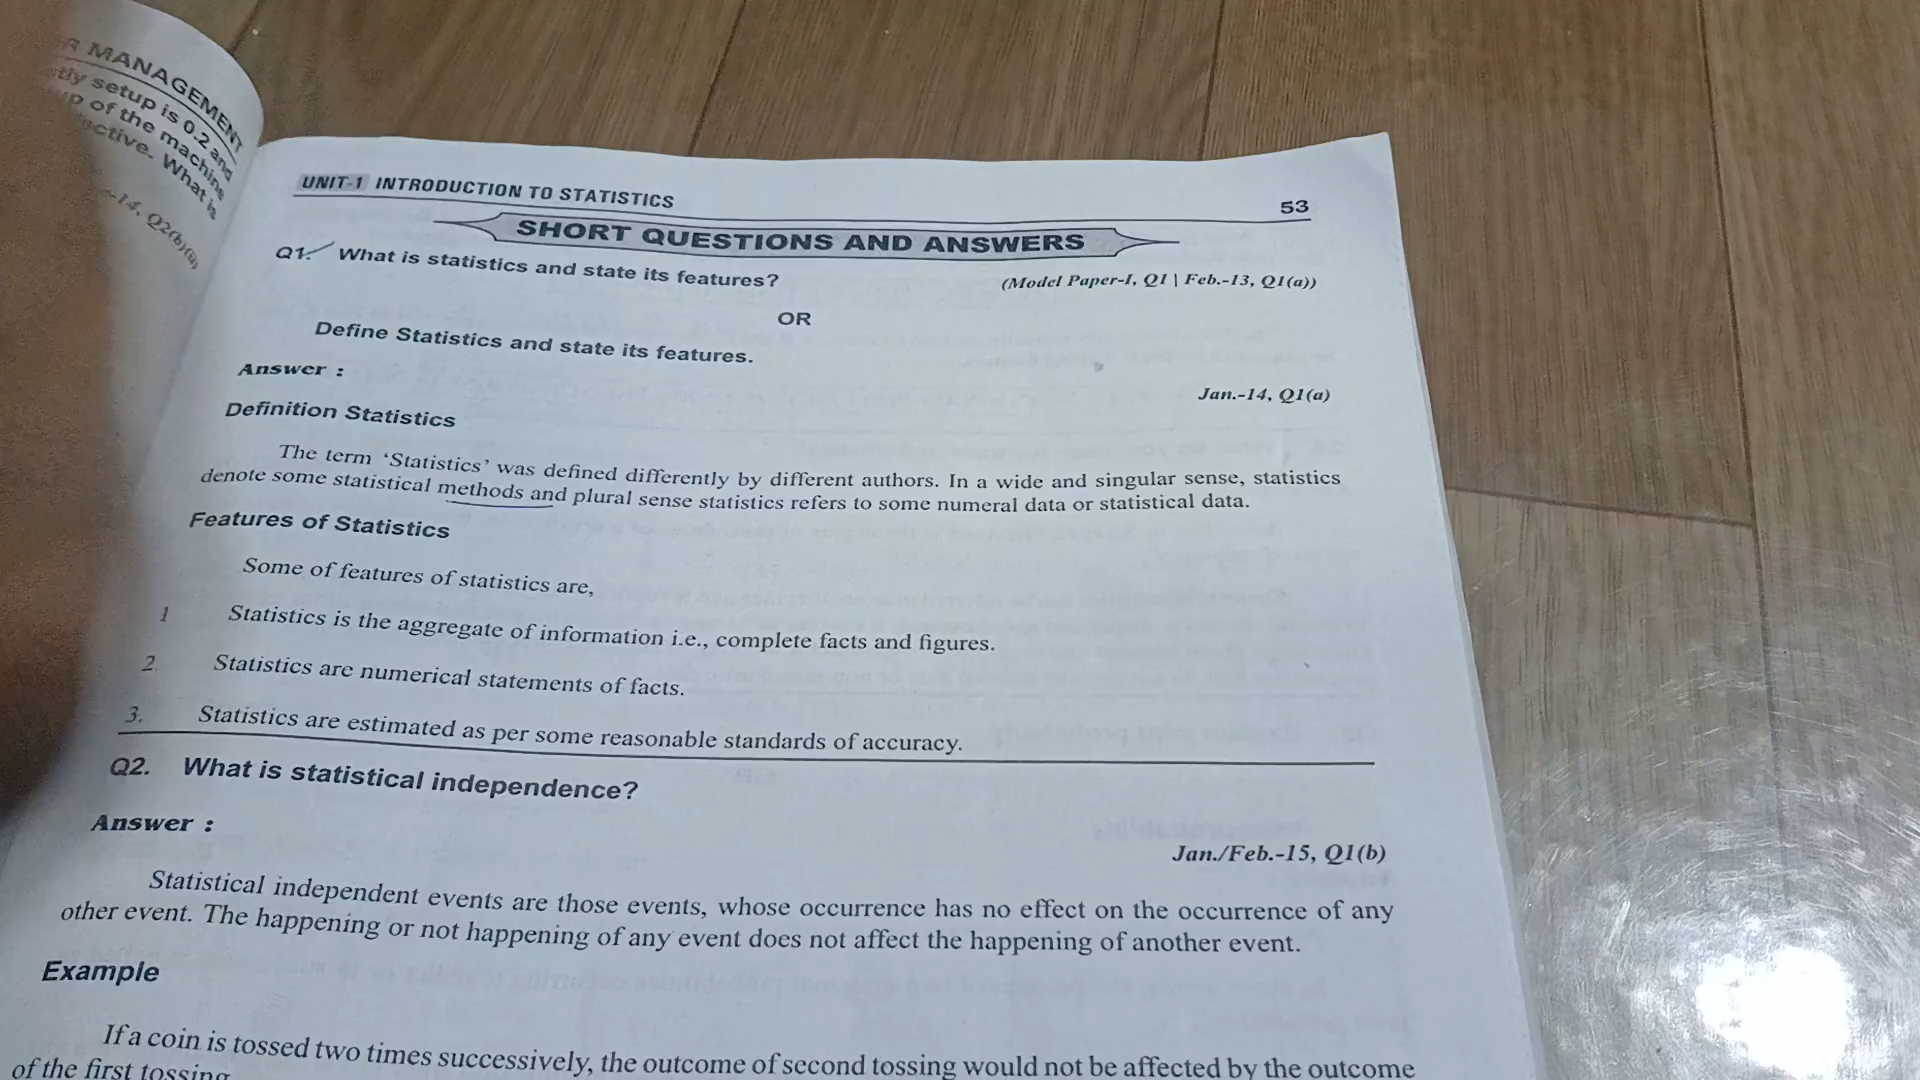 R MANAGEMENT
tly setup is 0.2 and
up of the machine
ective. What is
-14, Q2(b)(ii)
UNIT-1 INTRODUCTION TO STATISTICS
53
SHORT QUESTIONS AND ANSWERS
Q1. What is statistics and state its features?
(Model Paper-I, Q1 | Feb.-13, Q1(a))
OR
Define Statistics and state its features.
Answer :
Jan.-14, Q1(a)
Definition Statistics
The term ‘Statistics’ was defined differently by different authors. In a wide and singular sense, statistics
denote some statistical methods and plural sense statistics refers to some numeral data or statistical data.
Features of Statistics
Some of features of statistics are,
1 Statistics is the aggregate of information i.e., complete facts and figures.
2. Statistics are numerical statements of facts.
3. Statistics are estimated as per some reasonable standards of accuracy.
Q2. What is statistical independence?
Answer :
Jan./Feb.-15, Q1(b)
Statistical independent events are those events, whose occurrence has no effect on the occurrence of any
other event. The happening or not happening of any event does not affect the happening of another event.
Example
If a coin is tossed two times successively, the outcome of second tossing would not be affected by the outcome
of the first tossing